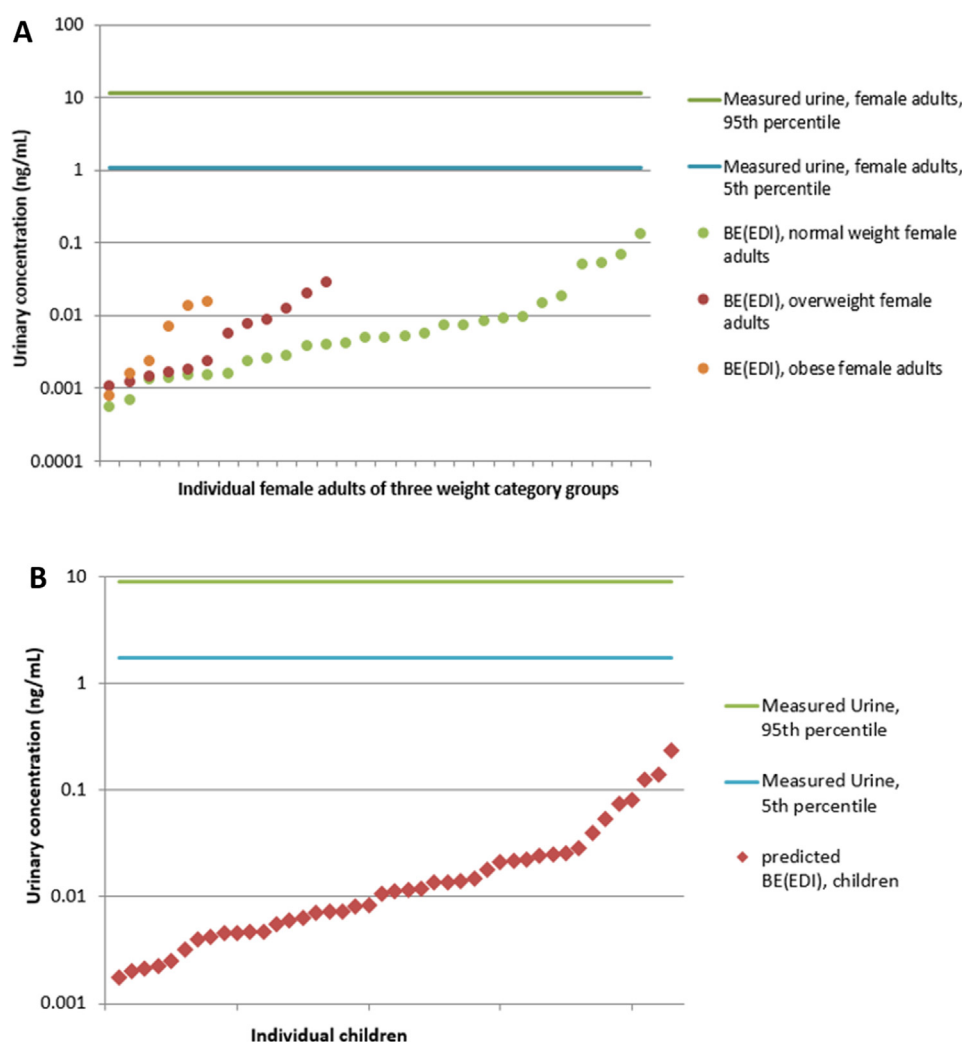 A
100
10
1
0.1
0.01
0.001
0.0001
Urinary concentration (ng/mL)
Individual female adults of three weight category groups
Measured urine, female adults,
95th percentile
Measured urine, female adults,
5th percentile
BE(EDI), normal weight female
adults
BE(EDI), overweight female
adults
BE(EDI), obese female adults
B
10
1
0.1
0.01
0.001
Urinary concentration (ng/mL)
Individual children
Measured Urine,
95th percentile
Measured Urine,
5th percentile
predicted
BE(EDI), children